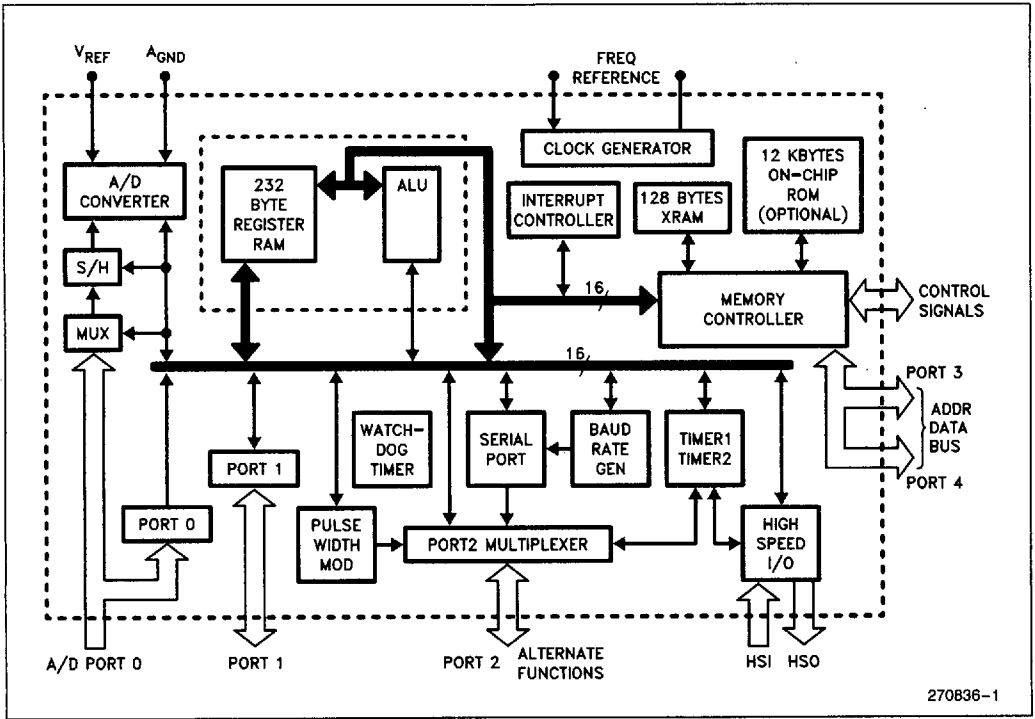 V_REF
A_GND
FREQ
REFERENCE
CLOCK GENERATOR
A/D
CONVERTER
S/H
MUX
232
BYTE
REGISTER
RAM
ALU
INTERRUPT
CONTROLLER
128 BYTES
XRAM
12 KBYTES
ON-CHIP
ROM
(OPTIONAL)
16
MEMORY
CONTROLLER
CONTROL
SIGNALS
16
PORT 3
ADDR
DATA
BUS
PORT 4
WATCH-
DOG
TIMER
SERIAL
PORT
BAUD
RATE
GEN
TIMER1
TIMER2
PORT 1
PORT 0
PULSE
WIDTH
MOD
PORT2 MULTIPLEXER
HIGH
SPEED
I/O
A/D PORT 0
PORT 1
PORT 2
ALTERNATE
FUNCTIONS
HSI
HSO
270836-1